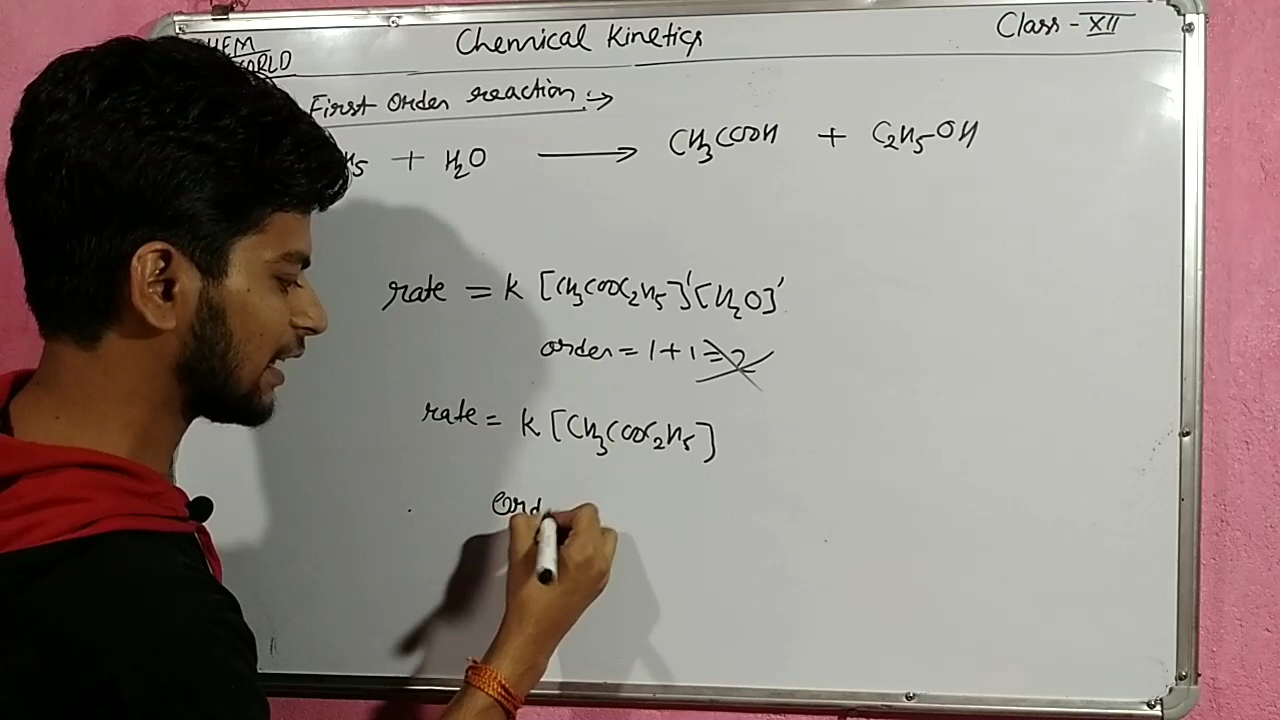 Chemical Kinetics
Class - XII
WORLD
First Order reaction :->
H5 + H2O ⟶ CH3COOH + C2H5-OH
rate = k [CH3COOC2H5]' [H2O]'
order = 1 + 1 = 2
rate = k [CH3COOC2H5]
Ord